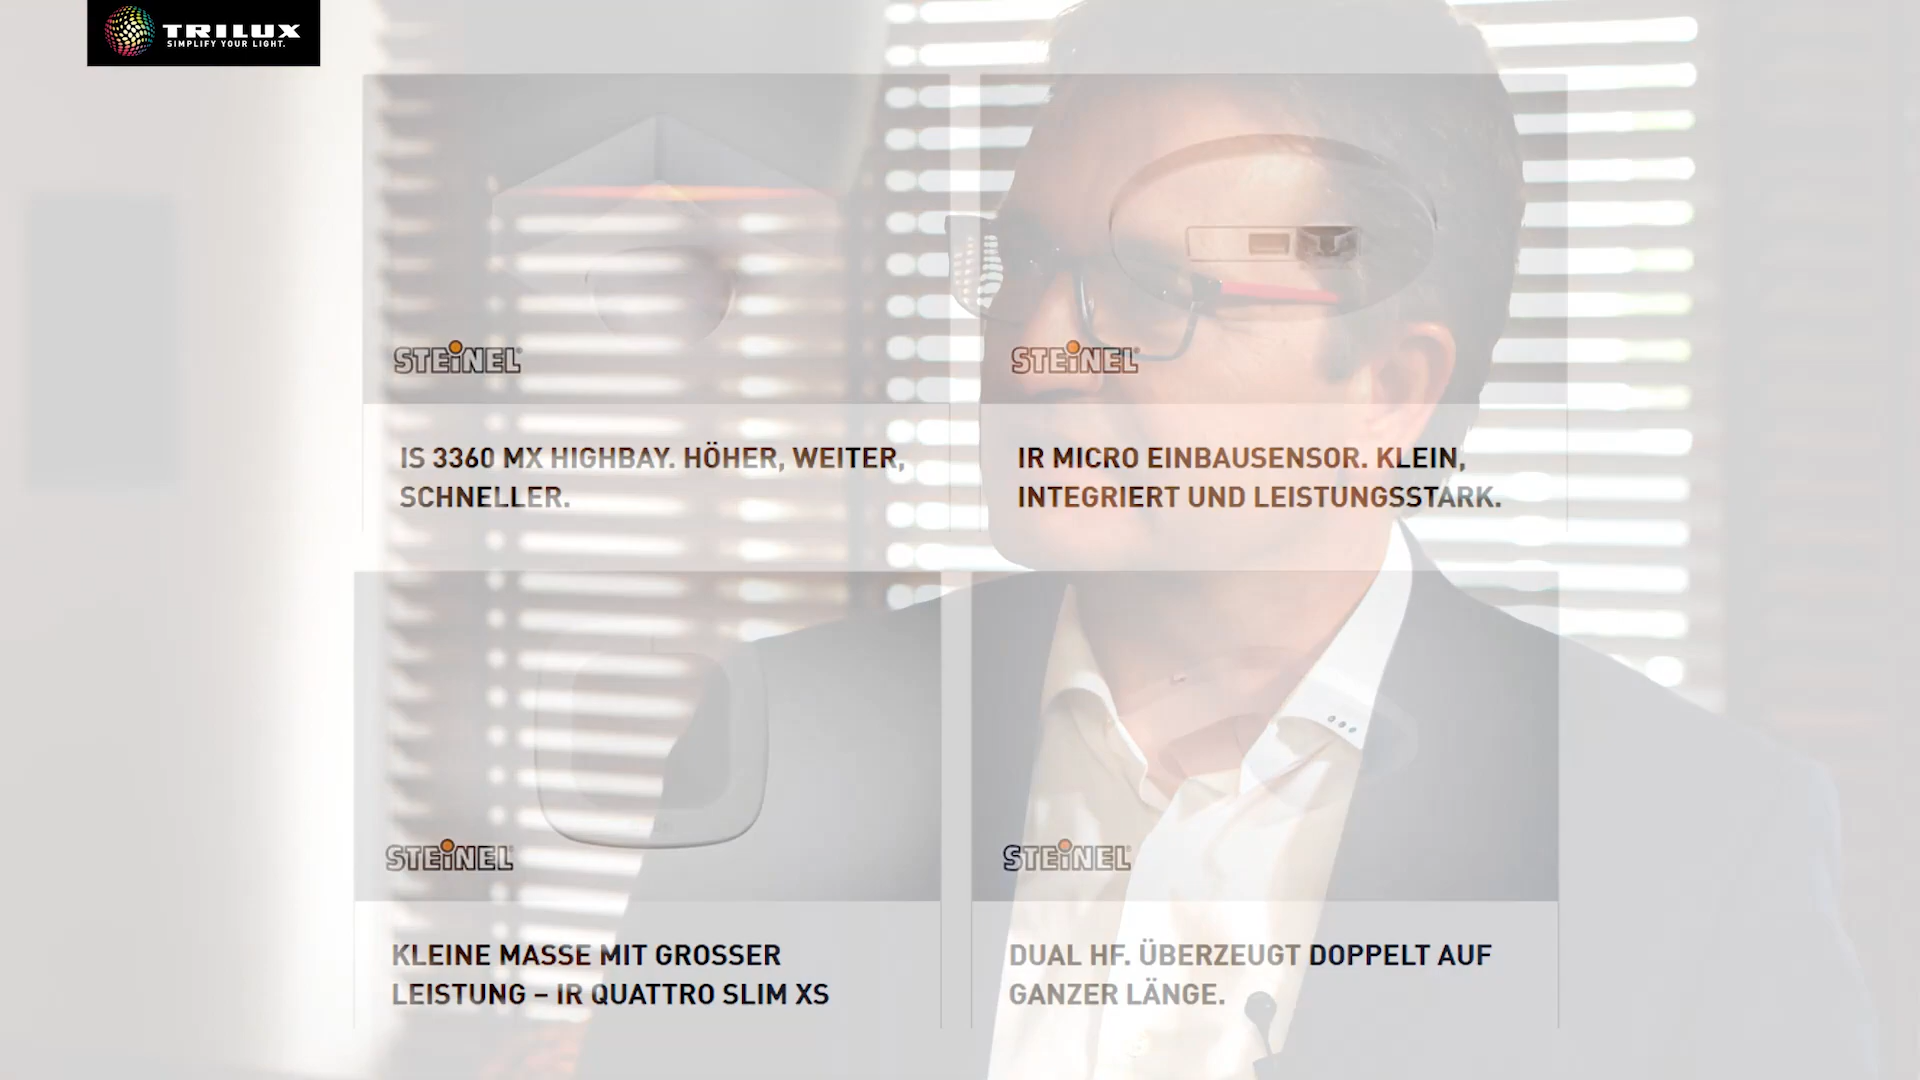 TRILUX
SIMPLIFY YOUR LIGHT.
STEINEL
STEINEL
IS 3360 MX HIGHBAY. HÖHER, WEITER,
SCHNELLER.
IR MICRO EINBAUSENSOR. KLEIN,
INTEGRIERT UND LEISTUNGSSTARK.
STEINEL
STEINEL
KLEINE MASSE MIT GROSSER
LEISTUNG – IR QUATTRO SLIM XS
DUAL HF. ÜBERZEUGT DOPPELT AUF
GANZER LÄNGE.